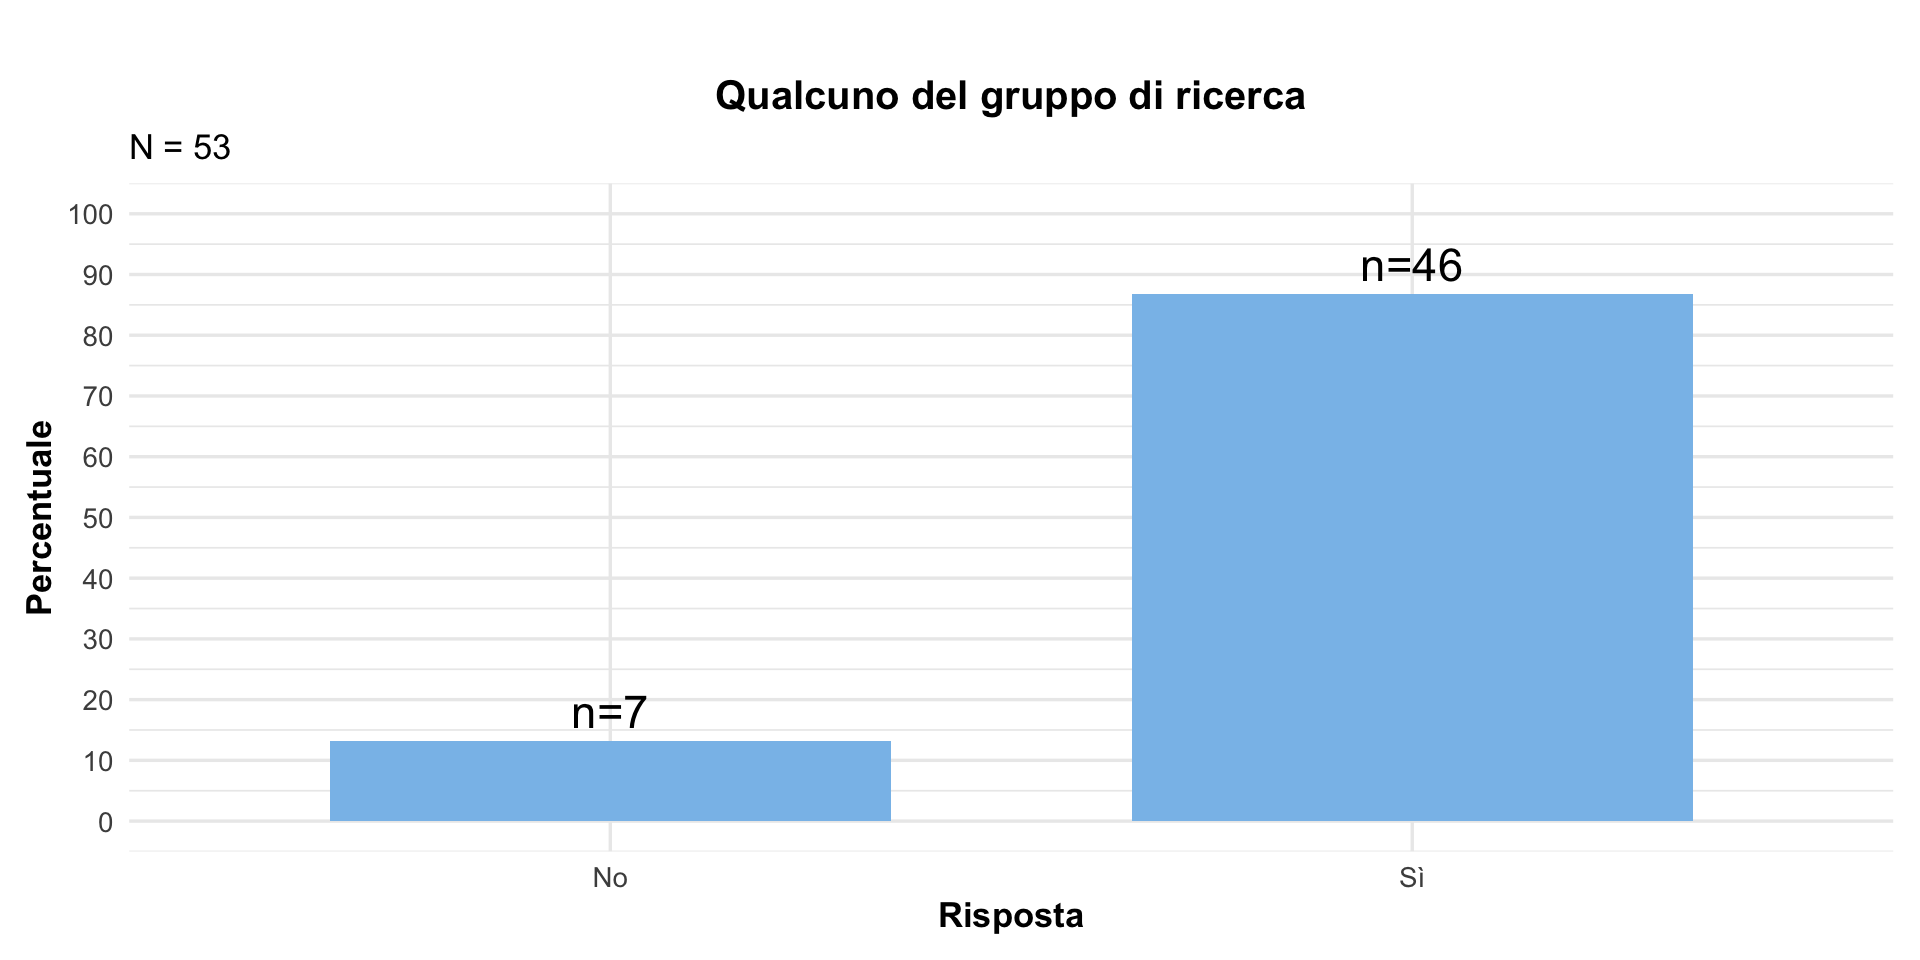 Qualcuno del gruppo di ricerca
N = 53
100
90
80
70
60
50
40
30
20
10
0
Percentuale
n=7
n=46
No
Sì
Risposta